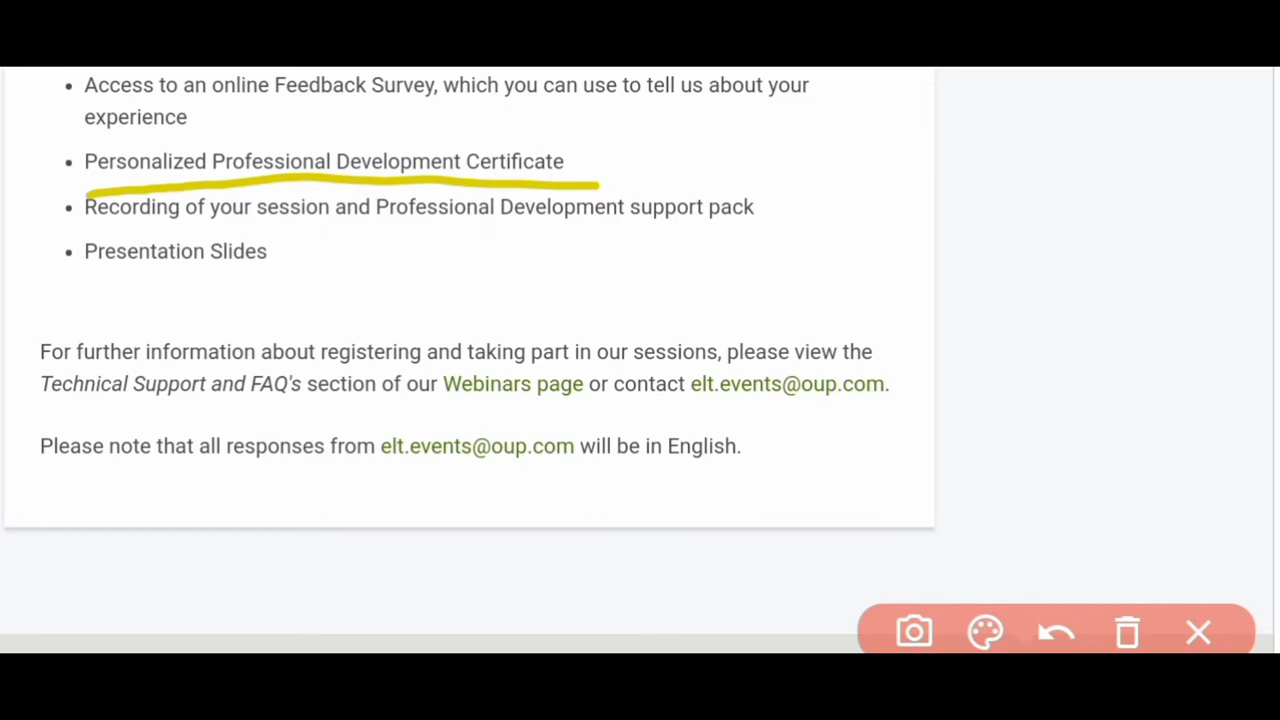 Access to an online Feedback Survey, which you can use to tell us about your
experience
Personalized Professional Development Certificate
Recording of your session and Professional Development support pack
Presentation Slides
For further information about registering and taking part in our sessions, please view the
Technical Support and FAQ's section of our Webinars page or contact elt.events@oup.com.
Please note that all responses from elt.events@oup.com will be in English.